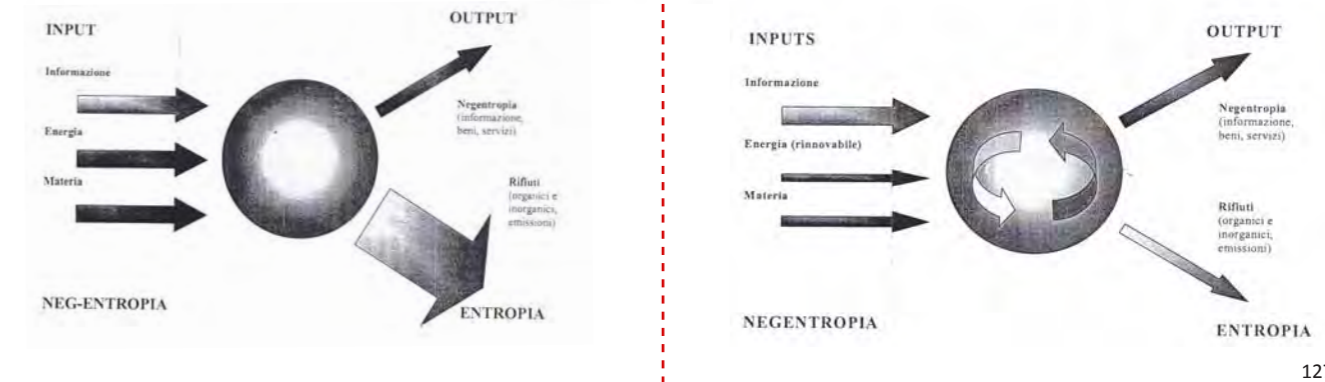 INPUT
OUTPUT
Informazione
Energia
Materia
Negentropia
(informazione,
beni, servizi)
Rifiuti
(organici e
inorganici,
emissioni)
NEG-ENTROPIA
ENTROPIA
INPUTS
OUTPUT
Informazione
Energia (rinnovabile)
Materia
Negentropia
(informazione,
beni, servizi)
Rifiuti
(organici e
inorganici,
emissioni)
NEGENTROPIA
ENTROPIA